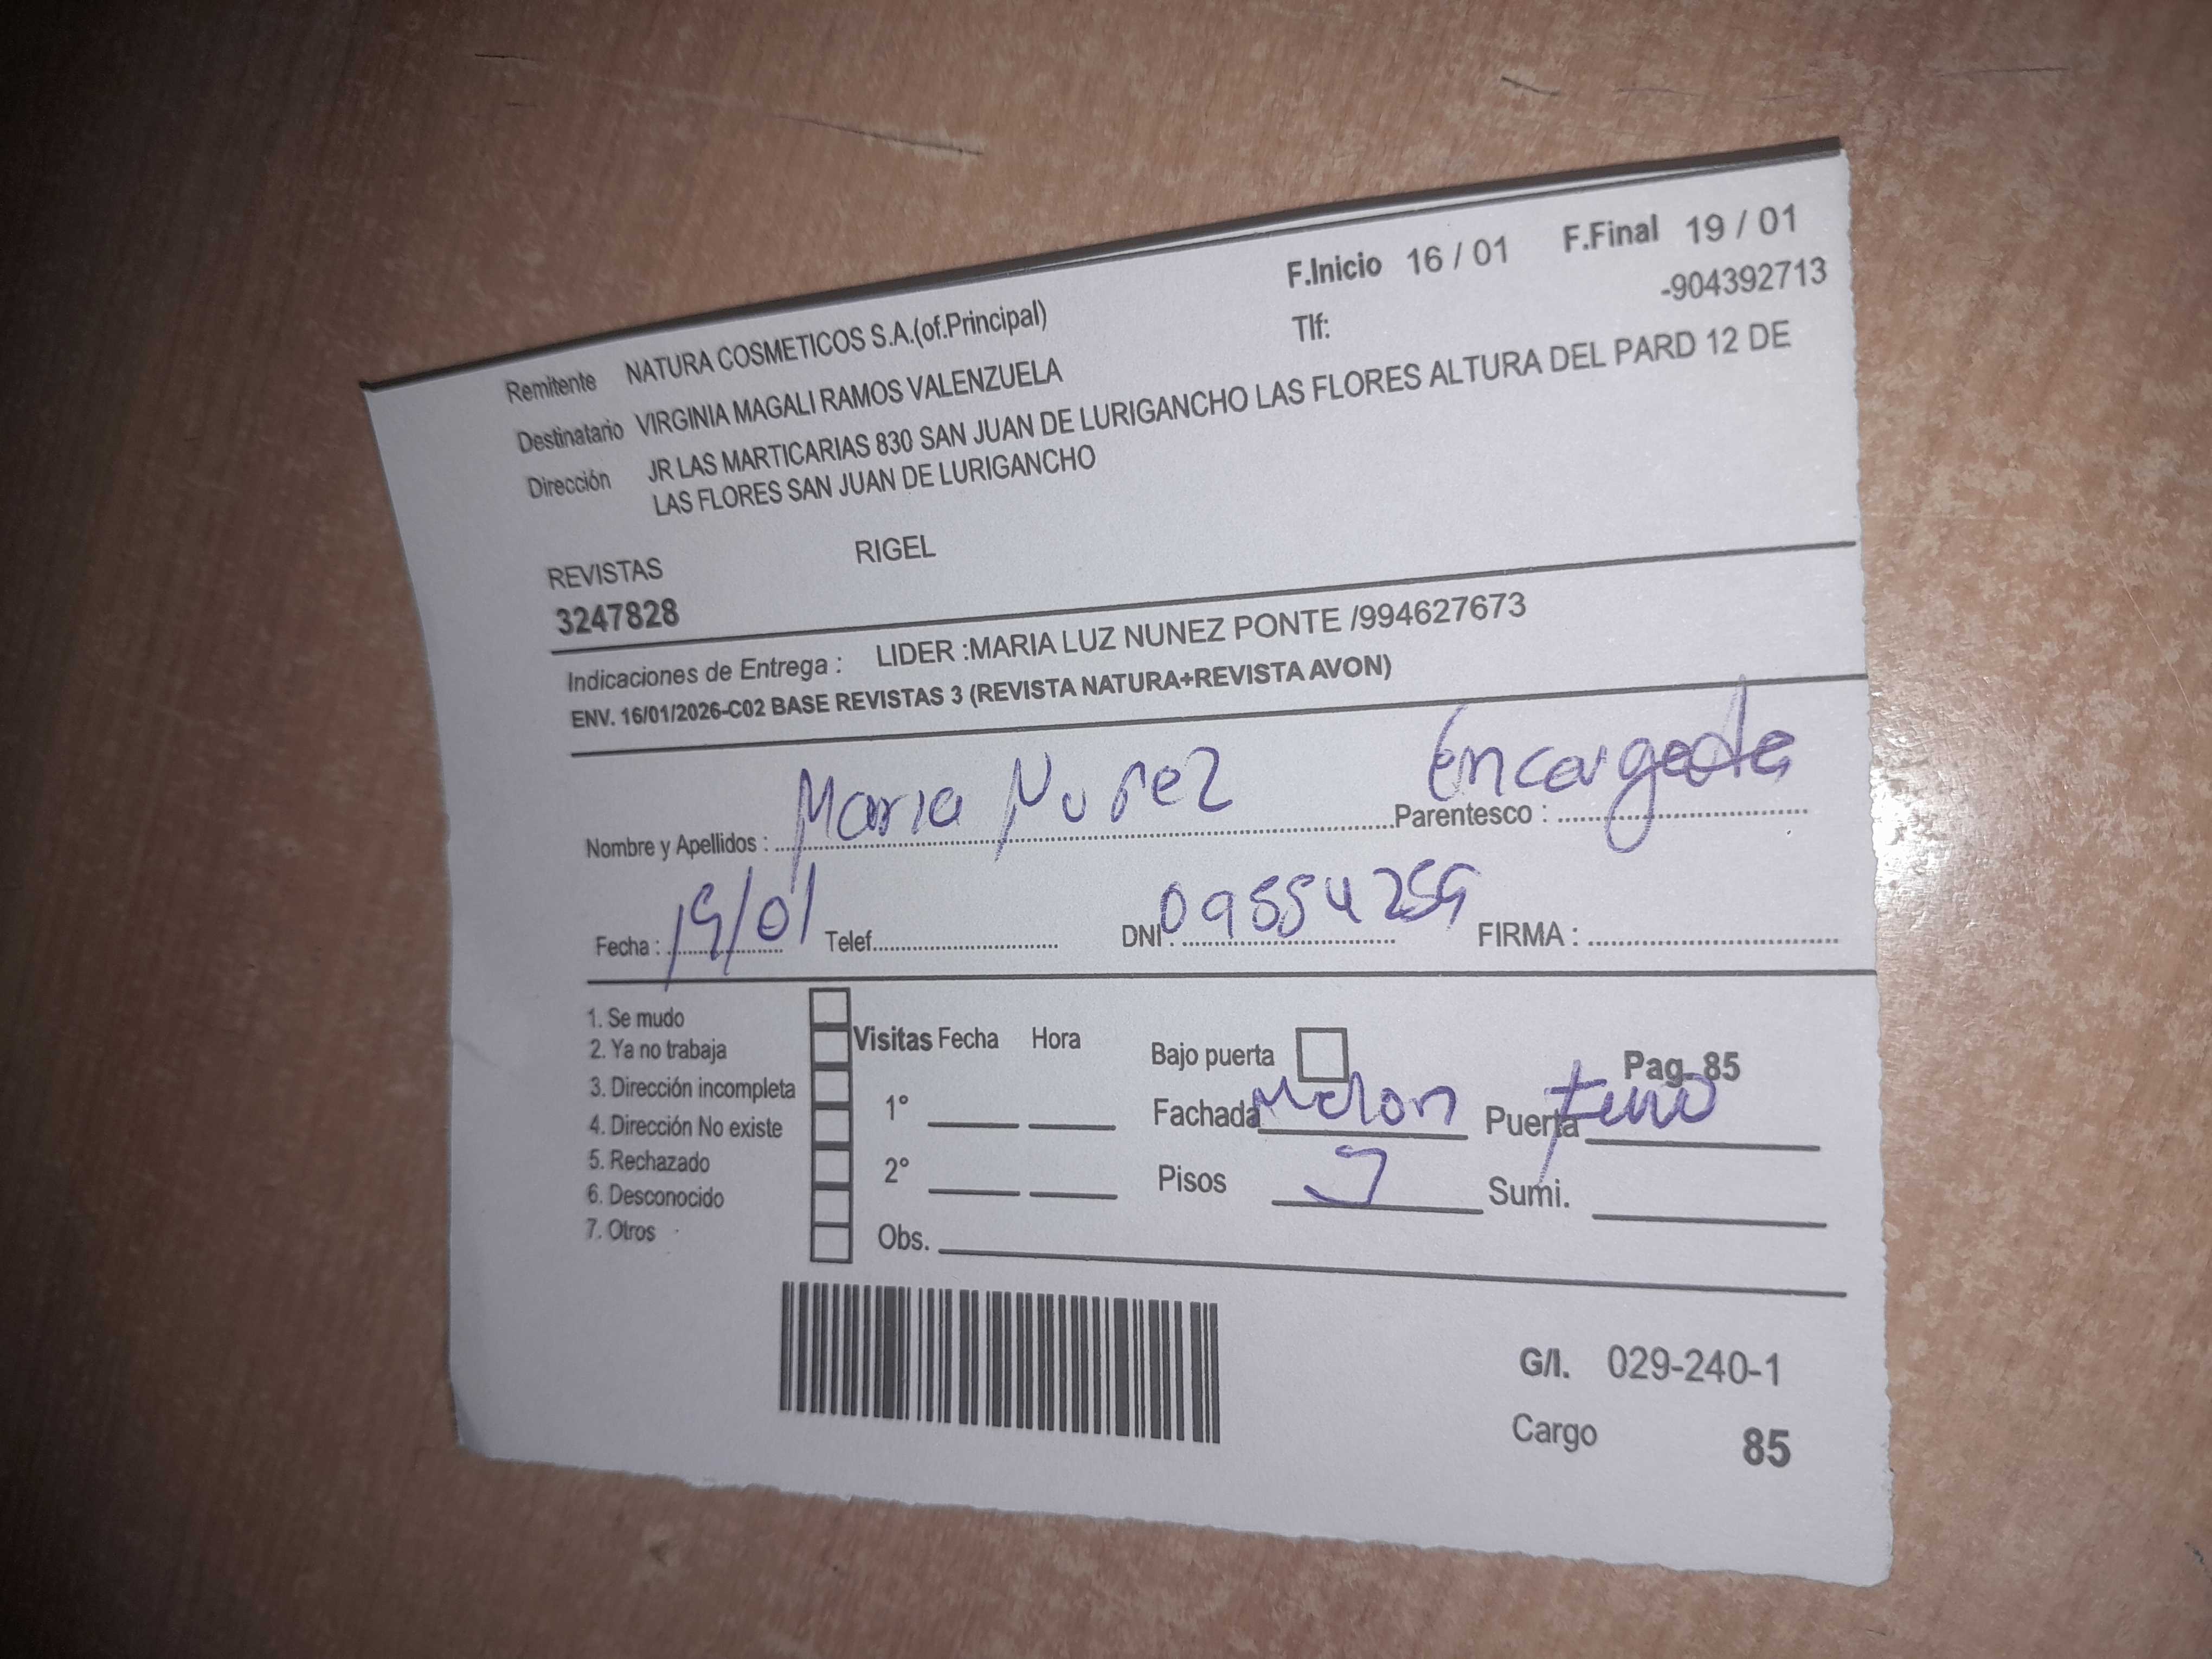 F.Inicio 16 / 01 F.Final 19 / 01
Remitente NATURA COSMETICOS S.A.(of.Principal) Tlf: -904392713
Destinatario VIRGINIA MAGALI RAMOS VALENZUELA
Dirección JR LAS MARTICARIAS 830 SAN JUAN DE LURIGANCHO LAS FLORES ALTURA DEL PARD 12 DE
LAS FLORES SAN JUAN DE LURIGANCHO
REVISTAS RIGEL
3247828
Indicaciones de Entrega : LIDER :MARIA LUZ NUNEZ PONTE /994627673
ENV. 16/01/2026-C02 BASE REVISTAS 3 (REVISTA NATURA+REVISTA AVON)
Nombre y Apellidos : Maria Nuñez Parentesco : Encargada
Fecha : 19/01 Telef. DNI : FIRMA :
1. Se mudo
2. Ya no trabaja
3. Dirección incompleta
4. Dirección No existe
5. Rechazado
6. Desconocido
7. Otros
Visitas Fecha Hora
1°
2°
Obs.
Bajo puerta Pag. 85
Fachada Melon Puerta
Pisos Sumi.
G/I. 029-240-1
Cargo 85